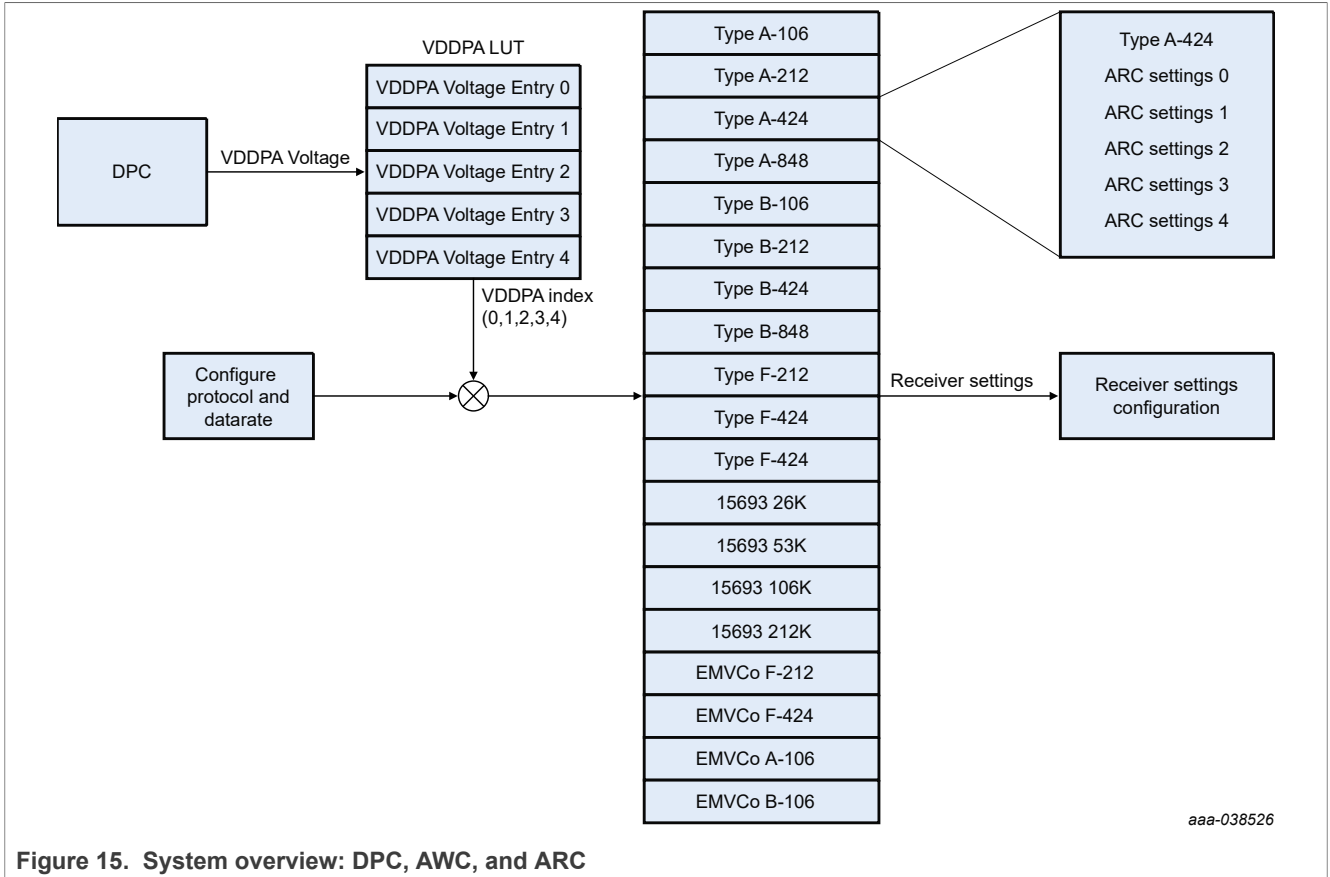 VDDPA LUT
VDDPA Voltage Entry 0
VDDPA Voltage Entry 1
VDDPA Voltage Entry 2
VDDPA Voltage Entry 3
VDDPA Voltage Entry 4
DPC
VDDPA Voltage
VDDPA index
(0,1,2,3,4)
Configure
protocol and
datarate
Type A-106
Type A-212
Type A-424
Type A-848
Type B-106
Type B-212
Type B-424
Type B-848
Type F-212
Type F-424
Type F-424
15693 26K
15693 53K
15693 106K
15693 212K
EMVCo F-212
EMVCo F-424
EMVCo A-106
EMVCo B-106
Type A-424
ARC settings 0
ARC settings 1
ARC settings 2
ARC settings 3
ARC settings 4
Receiver settings
Receiver settings
configuration
aaa-038526
Figure 15. System overview: DPC, AWC, and ARC